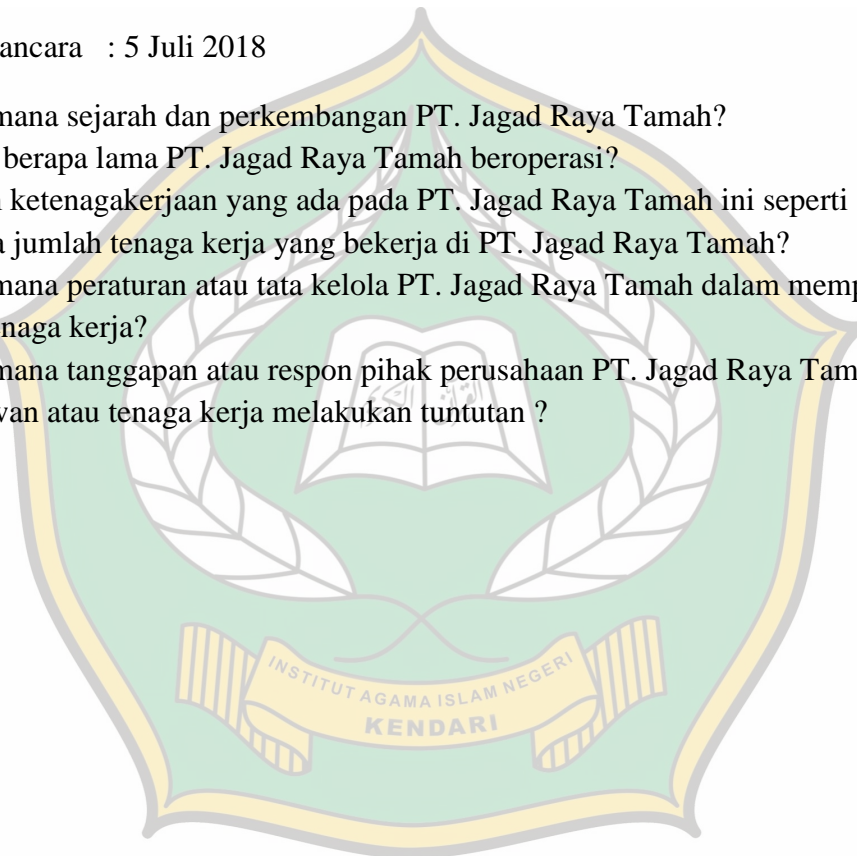 ancara : 5 Juli 2018
mana sejarah dan perkembangan PT. Jagad Raya Tamah?
berapa lama PT. Jagad Raya Tamah beroperasi?
ketenagakerjaan yang ada pada PT. Jagad Raya Tamah ini seperti
jumlah tenaga kerja yang bekerja di PT. Jagad Raya Tamah?
mana peraturan atau tata kelola PT. Jagad Raya Tamah dalam memp
naga kerja?
mana tanggapan atau respon pihak perusahaan PT. Jagad Raya Tam
van atau tenaga kerja melakukan tuntutan ?
INSTITUT AGAMA ISLAM NEGERI
KENDARI